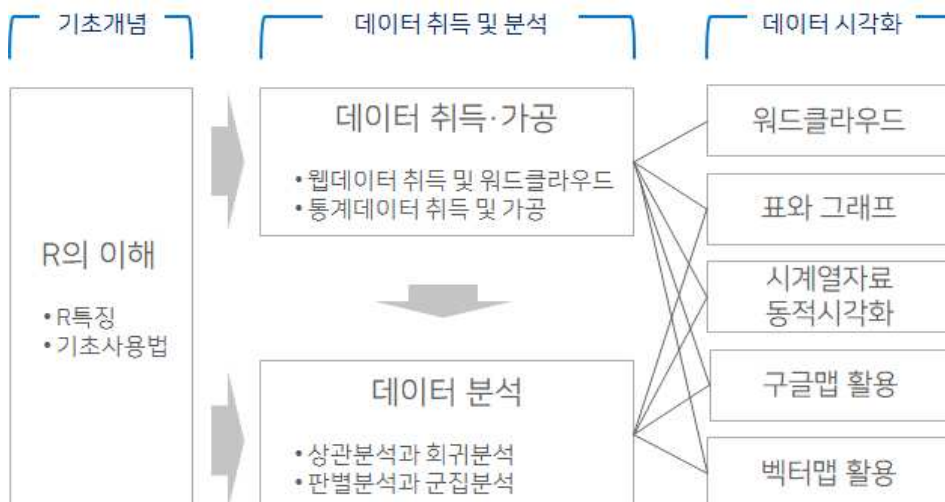 기초개념
데이터 취득 및 분석
데이터 시각화
R의 이해
•R특징
•기초사용법
데이터 취득·가공
•웹데이터 취득 및 워드클라우드
•통계데이터 취득 및 가공
데이터 분석
•상관분석과 회귀분석
•판별분석과 군집분석
워드클라우드
표와 그래프
시계열자료
동적시각화
구글맵 활용
벡터맵 활용